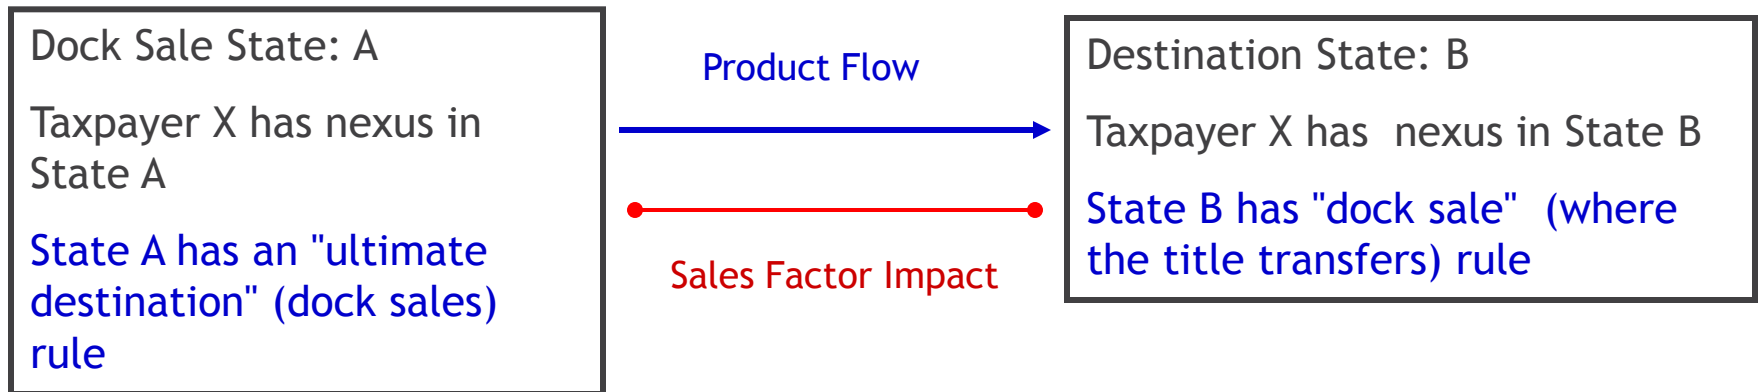 Dock Sale State: A
Taxpayer X has nexus in
State A
State A has an "ultimate
destination" (dock sales)
rule
Product Flow
Sales Factor Impact
Destination State: B
Taxpayer X has  nexus in State B
State B has "dock sale"  (where
the title transfers) rule